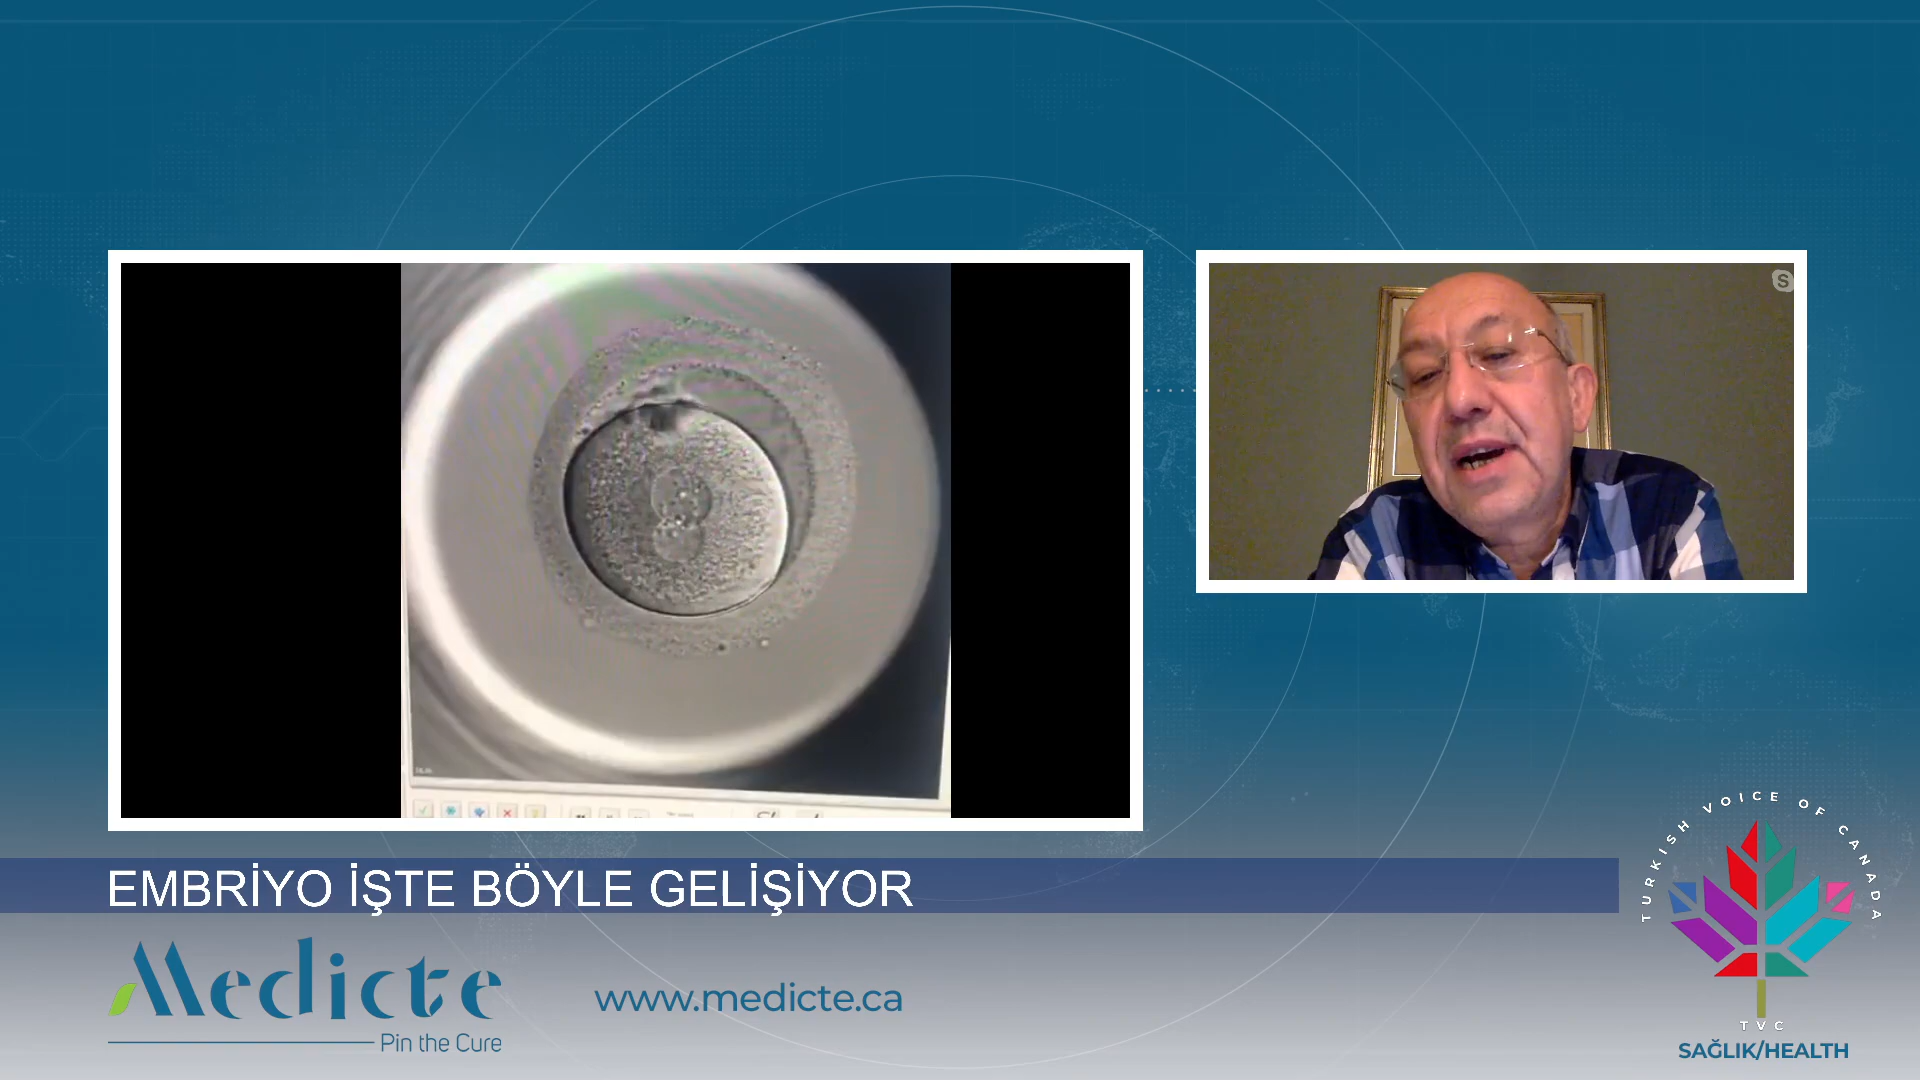 S
EMBRİYO İŞTE BÖYLE GELİŞİYOR
Medicte
Pin the Cure
www.medicte.ca
TURKISH VOICE OF CANADA
TVC
SAĞLIK/HEALTH